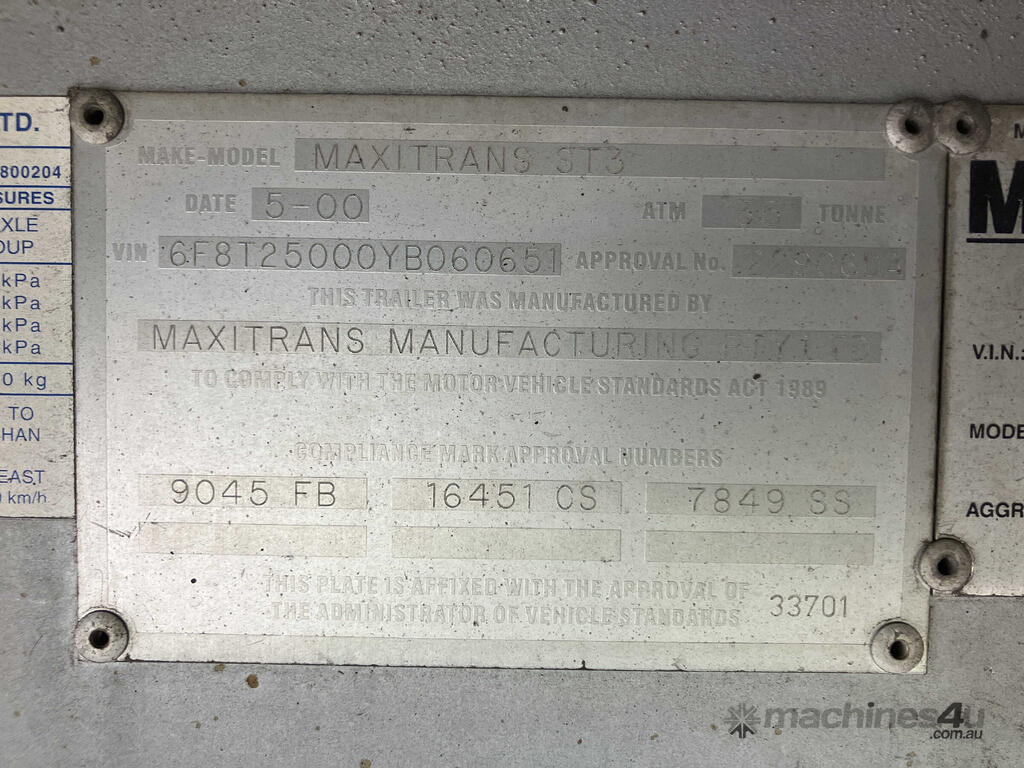 TD.
800204
SURES
XLE
OUP
kPa
kPa
kPa
kPa
0 kg
TO
HAN
EAST
km/h
MAKE-MODEL MAXITRANS ST3
DATE 5-00 ATM TONNE
VIN 6F8T25000YB060651 APPROVAL No.
THIS TRAILER WAS MANUFACTURED BY
MAXITRANS MANUFACTURING PTY LTD
TO COMPLY WITH THE MOTOR VEHICLE STANDARDS ACT 1989
COMPLIANCE MARK APPROVAL NUMBERS
9045 FB 16451 CS 7849 SS
THIS PLATE IS AFFIXED WITH THE APPROVAL OF
THE ADMINISTRATOR OF VEHICLE STANDARDS 33701
M
M
V.I.N.:
MODE
AGGR
machines4u
.com.au